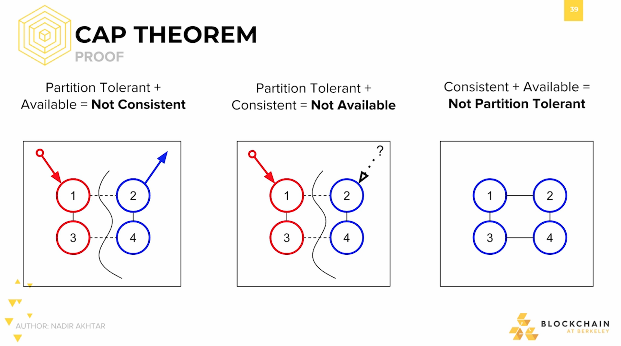 39
CAP THEOREM
PROOF
Partition Tolerant +
Available = Not Consistent
Partition Tolerant +
Consistent = Not Available
Consistent + Available =
Not Partition Tolerant
1
2
3
4
?
1
2
3
4
1
2
3
4
AUTHOR: NADIR AKHTAR
BLOCKCHAIN
AT BERKELEY